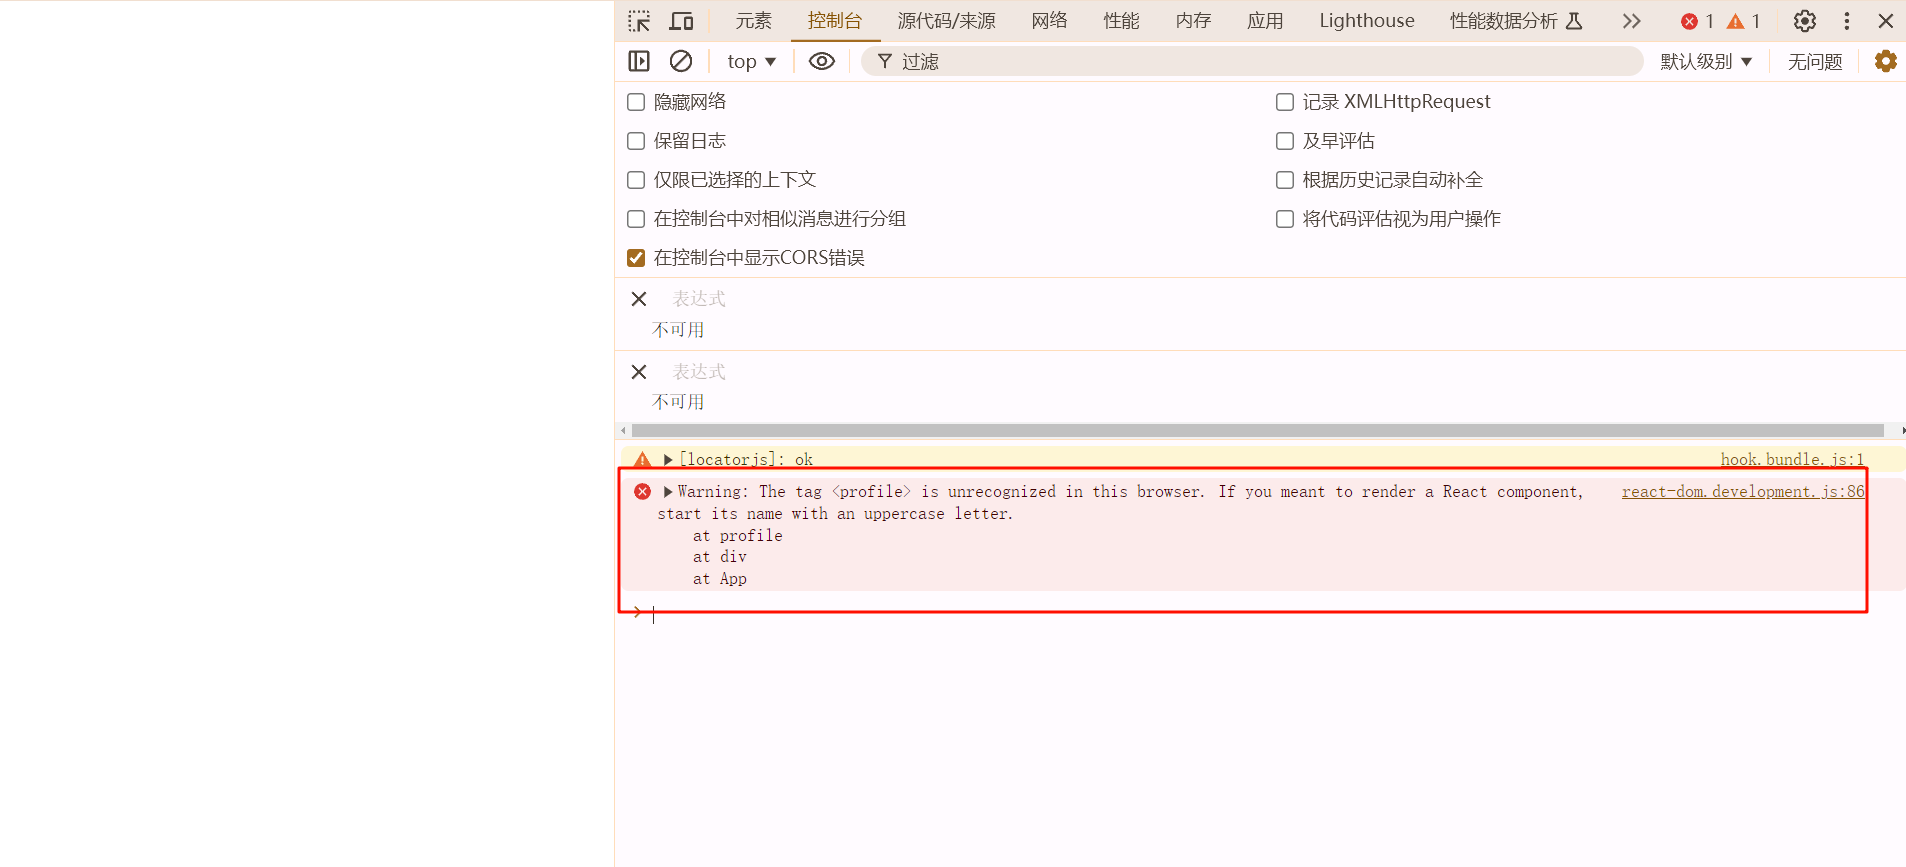 元素 控制台 源代码/来源 网络 性能 内存 应用 Lighthouse 性能数据分析 1 1
top 过滤 默认级别 无问题
隐藏网络 记录 XMLHttpRequest
保留日志 及早评估
仅限已选择的上下文 根据历史记录自动补全
在控制台中对相似消息进行分组 将代码评估视为用户操作
在控制台中显示CORS错误
表达式
不可用
表达式
不可用
[locatorjs]: ok hook.bundle.js:1
Warning: The tag <profile> is unrecognized in this browser. If you meant to render a React component, react-dom.development.js:86
start its name with an uppercase letter.
at profile
at div
at App